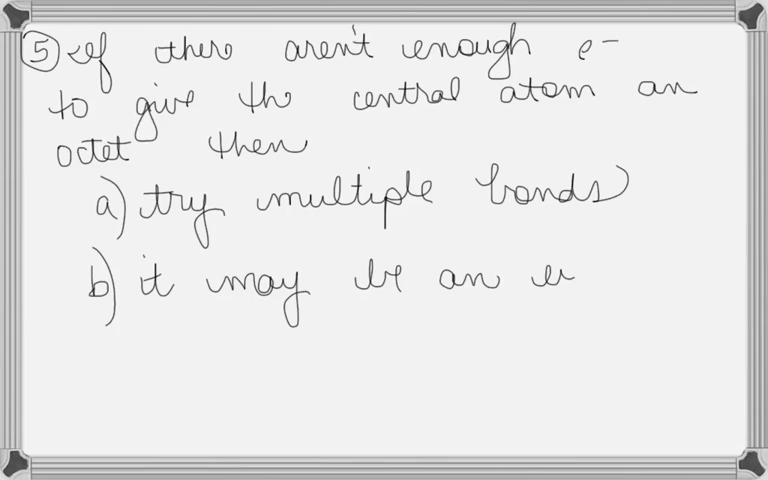 ⑤ If there aren't enough e-
to give the central atom an
octet then
a) try multiple bonds
b) it may be an